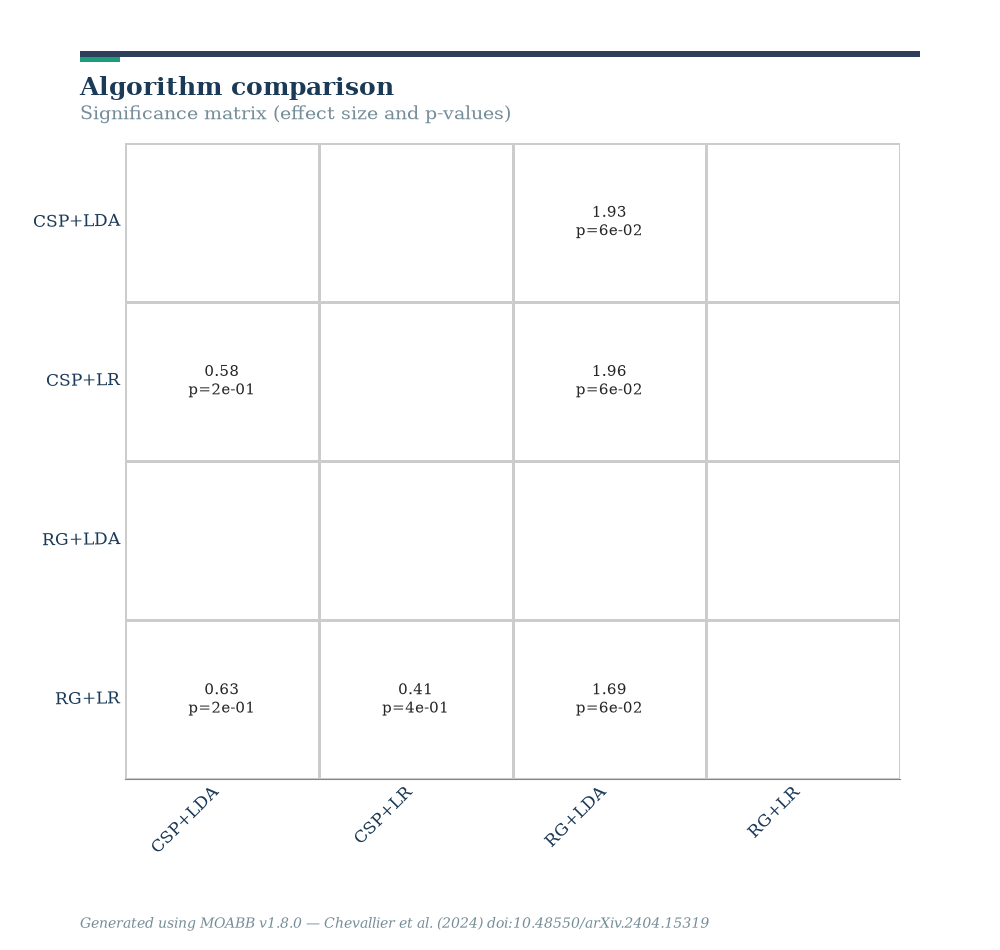 Algorithm comparison
Significance matrix (effect size and p-values)
CSP+LDA
1.93
p=6e-02
CSP+LR
0.58
p=2e-01
1.96
p=6e-02
RG+LDA
RG+LR
0.63
p=2e-01
0.41
p=4e-01
1.69
p=6e-02
CSP+LDA
CSP+LR
RG+LDA
RG+LR
Generated using MOABB v1.8.0 — Chevallier et al. (2024) doi:10.48550/arXiv.2404.15319